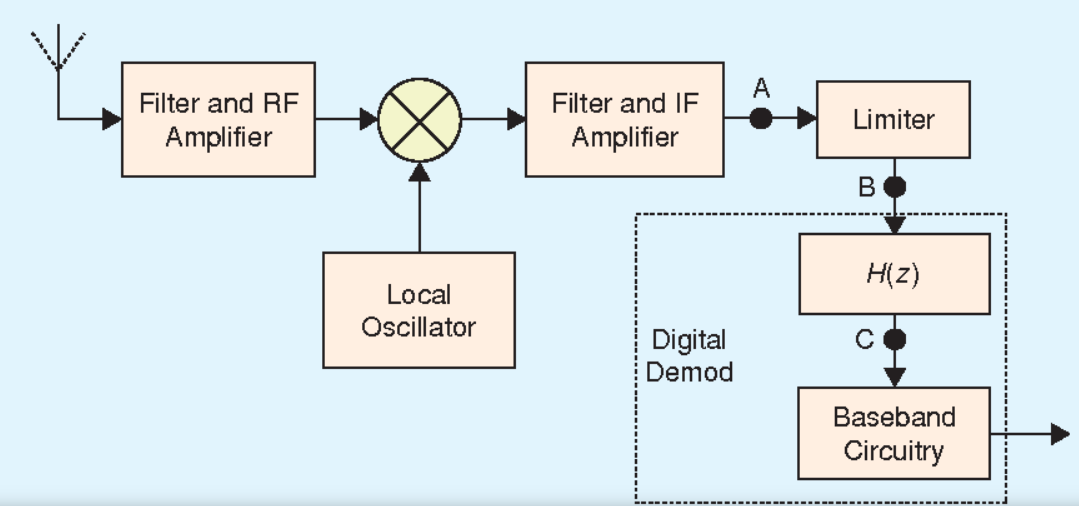 Filter and RF
Amplifier
Filter and IF
Amplifier
A
Limiter
B
Local
Oscillator
H(z)
C
Digital
Demod
Baseband
Circuitry